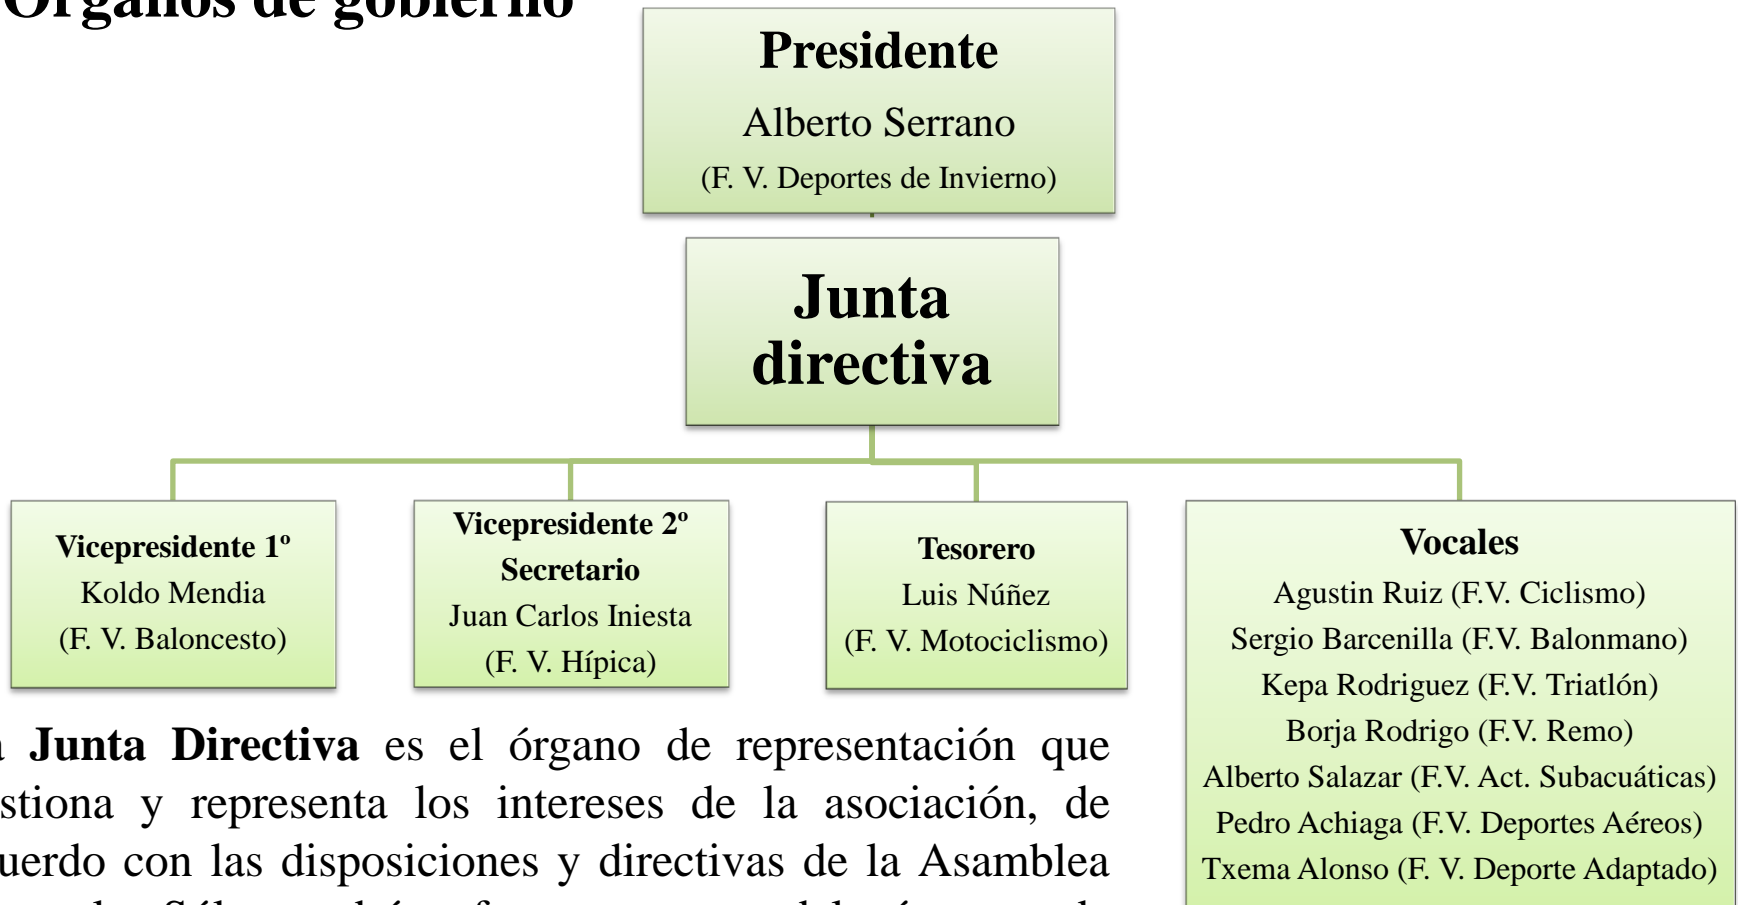 Órganos de gobierno
Presidente
Alberto Serrano
(F. V. Deportes de Invierno)
Junta
directiva
Vicepresidente 1º
Koldo Mendia
(F. V. Baloncesto)
Vicepresidente 2º
Secretario
Juan Carlos Iniesta
(F. V. Hípica)
Tesorero
Luis Núñez
(F. V. Motociclismo)
Vocales
Agustin Ruiz (F.V. Ciclismo)
Sergio Barcenilla (F.V. Balonmano)
Kepa Rodriguez (F.V. Triatlón)
Borja Rodrigo (F.V. Remo)
Alberto Salazar (F.V. Act. Subacuáticas)
Pedro Achiaga (F.V. Deportes Aéreos)
Txema Alonso (F. V. Deporte Adaptado)
Junta Directiva es el órgano de representación que
stiona y representa los intereses de la asociación, de
uerdo con las disposiciones y directivas de la Asamblea